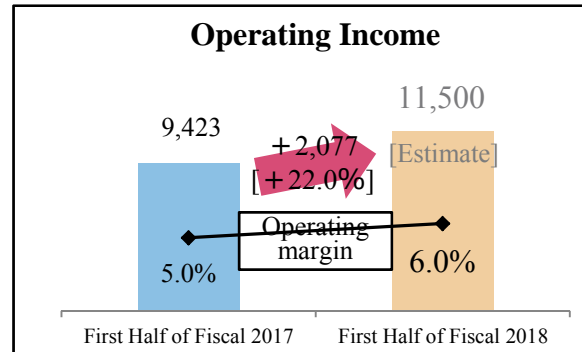 Operating Income
11,500
9,423
[Estimate]
+2,077
[+22.0%]
Operating
margin
5.0%
6.0%
First Half of Fiscal 2017
First Half of Fiscal 2018